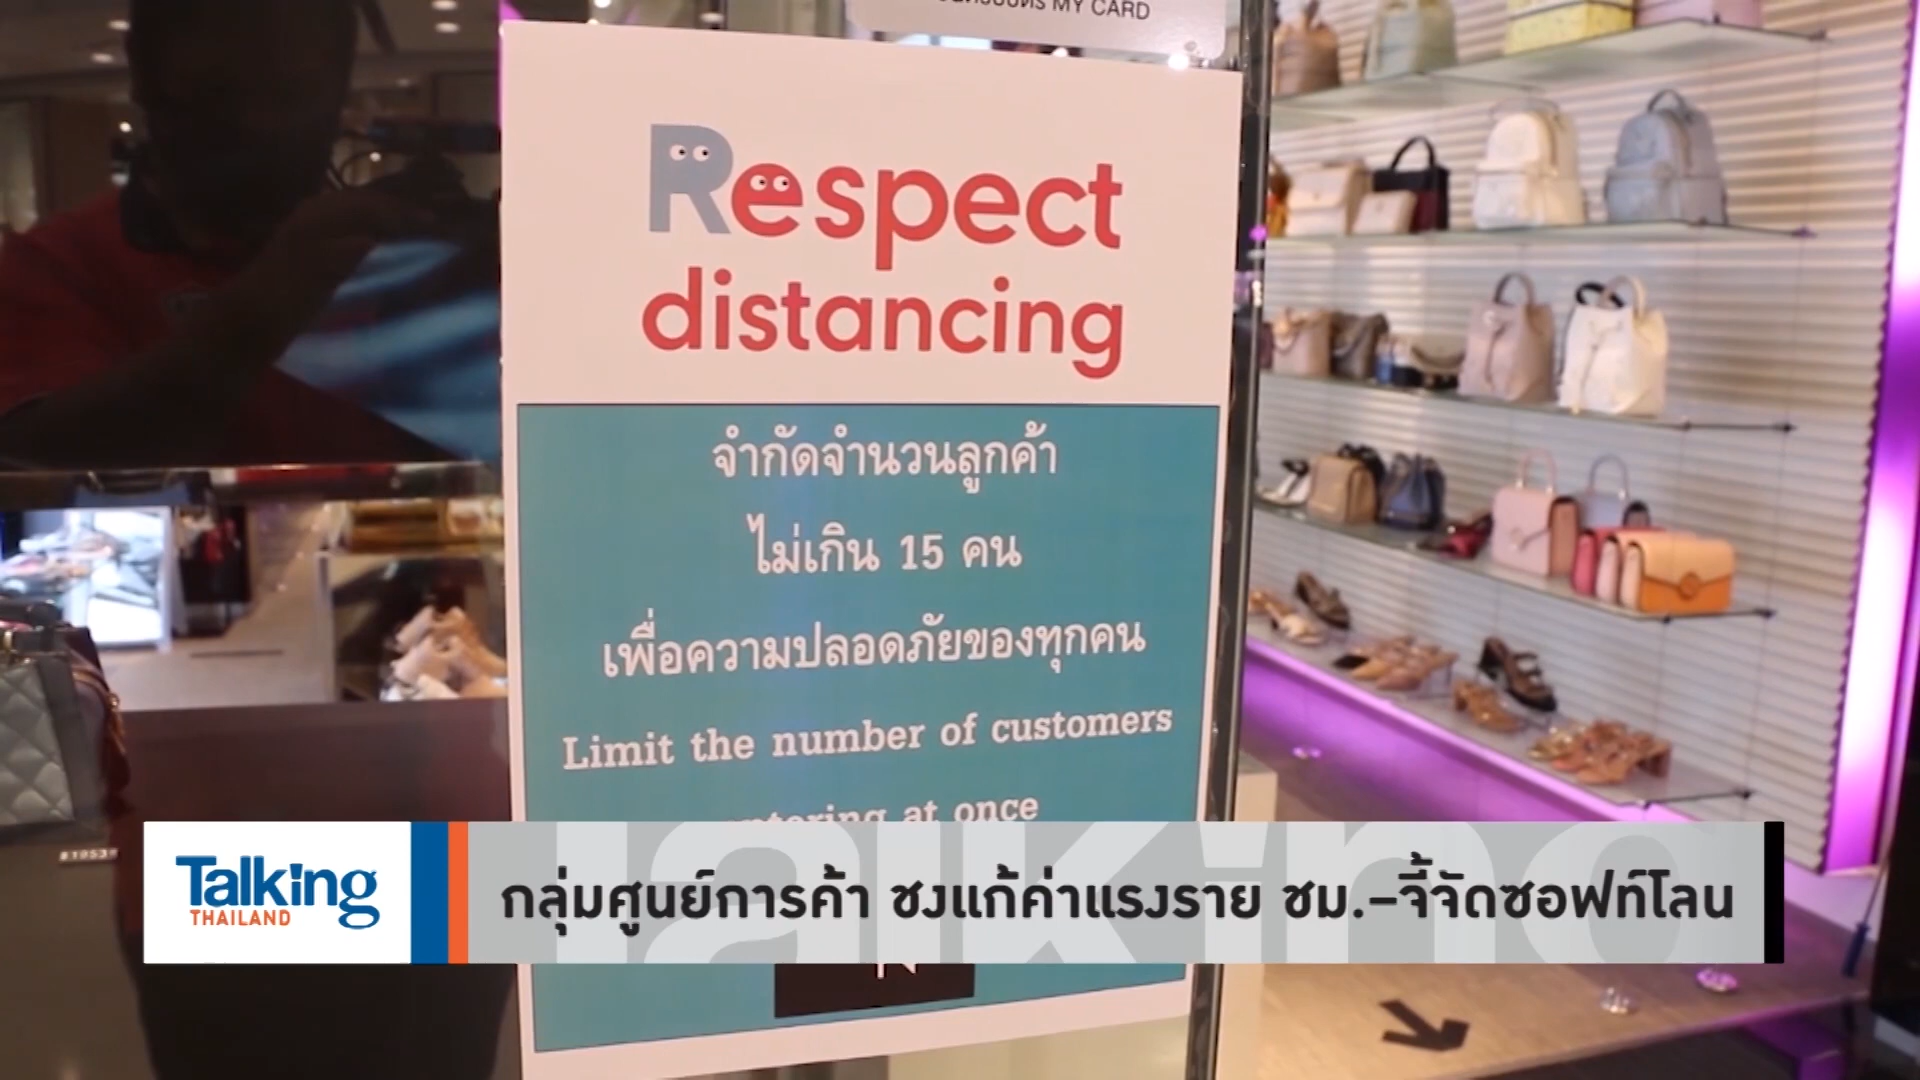 MY CARD
Respect
distancing
จำกัดจำนวนลูกค้า
ไม่เกิน 15 คน
เพื่อความปลอดภัยของทุกคน
Limit the number of customers
entering at once
Talking
THAILAND
กลุ่มศูนย์การค้า ชงแก้ค่าแรงราย ชม.-จี้จัดซอฟท์โลน